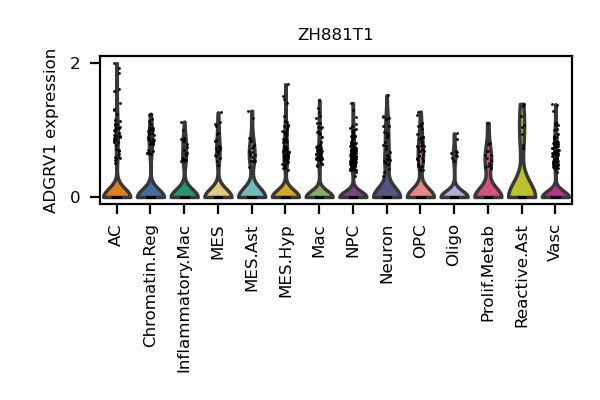 ZH881T1
ADGRV1 expression
2
0
AC
Chromatin.Reg
Inflammatory.Mac
MES
MES.Ast
MES.Hyp
Mac
NPC
Neuron
OPC
Oligo
Prolif.Metab
Reactive.Ast
Vasc